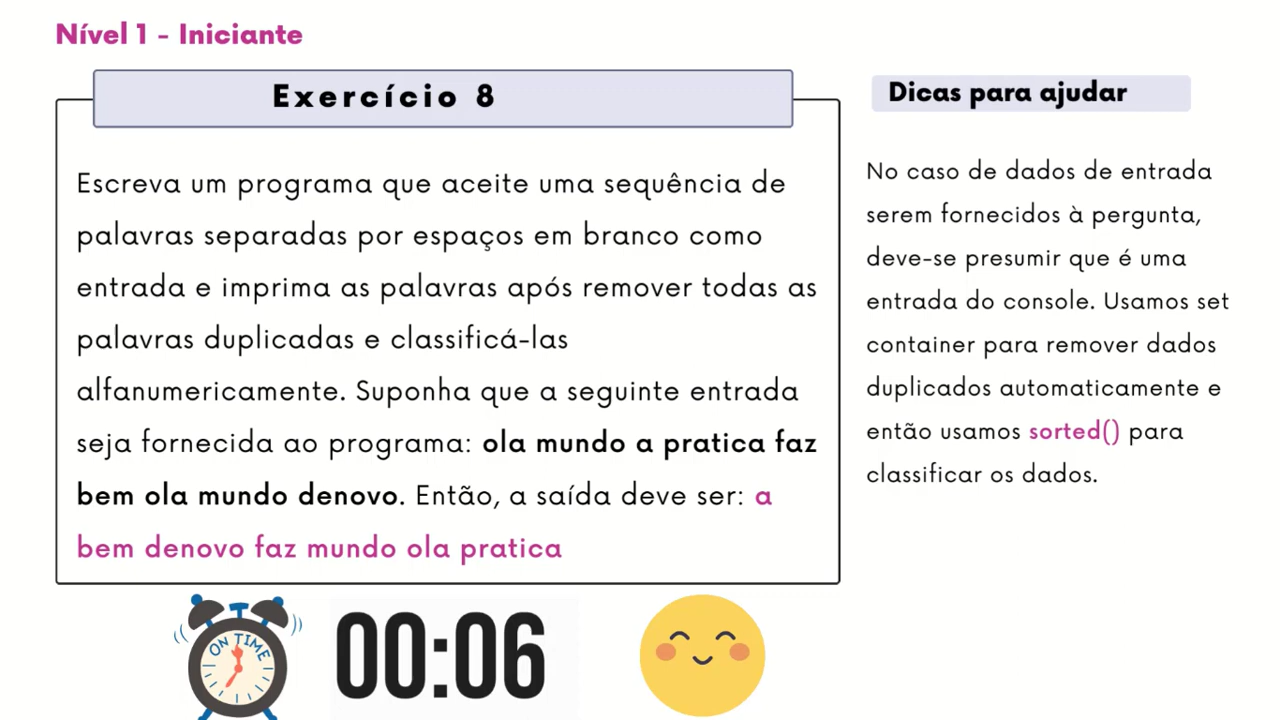 Nível 1 - Iniciante
Exercício 8
Escreva um programa que aceite uma sequência de
palavras separadas por espaços em branco como
entrada e imprima as palavras após remover todas as
palavras duplicadas e classificá-las
alfanumericamente. Suponha que a seguinte entrada
seja fornecida ao programa: ola mundo a pratica faz
bem ola mundo denovo. Então, a saída deve ser: a
bem denovo faz mundo ola pratica
Dicas para ajudar
No caso de dados de entrada
serem fornecidos à pergunta,
deve-se presumir que é uma
entrada do console. Usamos set
container para remover dados
duplicados automaticamente e
então usamos sorted() para
classificar os dados.
ON TIME
00:06